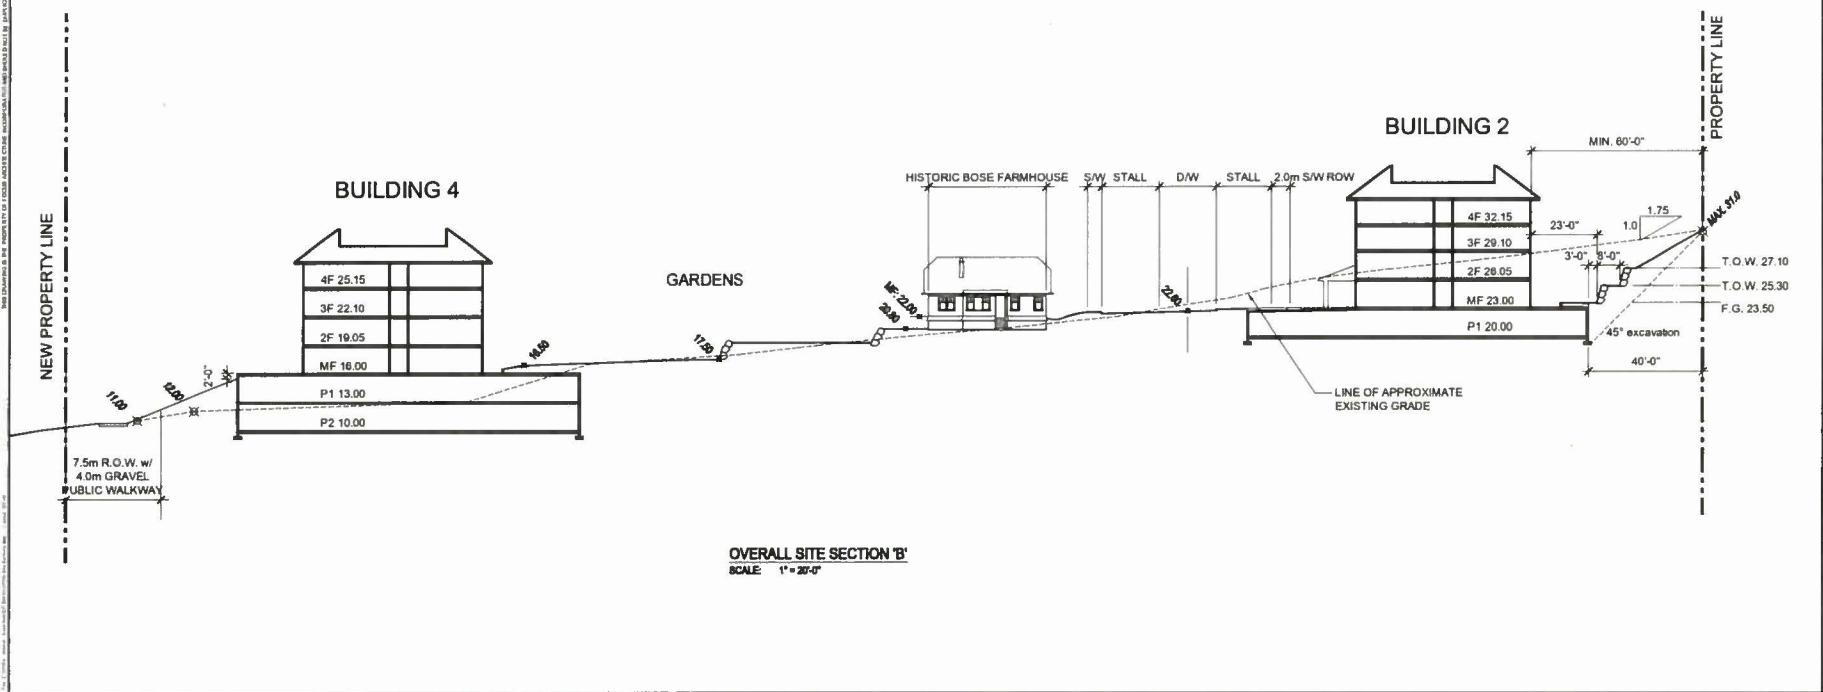 NEW PROPERTY LINE
BUILDING 4
4F 25.15
3F 22.10
2F 19.05
MF 16.00
P1 13.00
P2 10.00
11.00
12.00
2'-0"
7.5m R.O.W. w/
4.0m GRAVEL
PUBLIC WALKWAY
16.50
GARDENS
17.50
HISTORIC BOSE FARMHOUSE
S/W
STALL
D/W
STALL
2.0m S/W ROW
MF: 22.00
20.80
22.80
LINE OF APPROXIMATE
EXISTING GRADE
BUILDING 2
4F 32.15
3F 29.10
2F 26.05
MF 23.00
P1 20.00
MIN. 60'-0"
PROPERTY LINE
MAX. 31.0
1.75
1.0
23'-0"
3'-0"
8'-0"
T.O.W. 27.10
T.O.W. 25.30
F.G. 23.50
45° excavation
40'-0"
OVERALL SITE SECTION 'B'
SCALE: 1" = 20'-0"